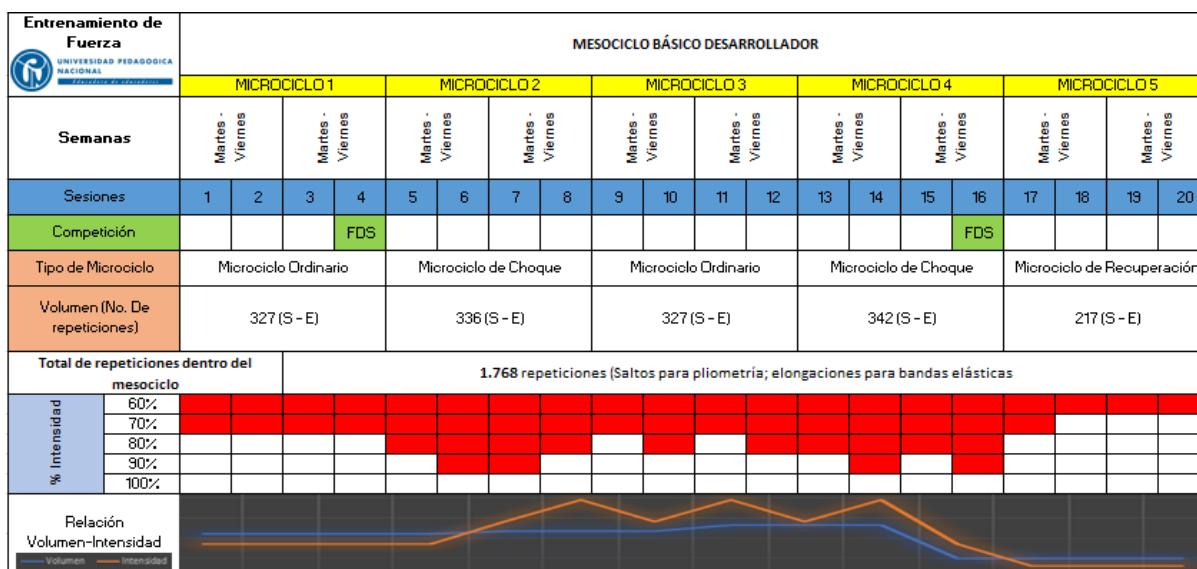 Entrenamiento de
Fuerza
UNIVERSIDAD PEDAGOGICA
NACIONAL
Educadora de educadores
MESOCICLO BÁSICO DESARROLLADOR
MICROCICLO 1 MICROCICLO 2 MICROCICLO 3 MICROCICLO 4 MICROCICLO 5
Semanas
Martes -
Viernes
Martes -
Viernes
Martes -
Viernes
Martes -
Viernes
Martes -
Viernes
Martes -
Viernes
Martes -
Viernes
Martes -
Viernes
Martes -
Viernes
Martes -
Viernes
Sesiones 1 2 3 4 5 6 7 8 9 10 11 12 13 14 15 16 17 18 19 20
Competición FDS FDS
Tipo de Microciclo Microciclo Ordinario Microciclo de Choque Microciclo Ordinario Microciclo de Choque Microciclo de Recuperación
Volumen (No. De
repeticiones)
327 (S - E) 336 (S - E) 327 (S - E) 342 (S - E) 217 (S - E)
Total de repeticiones dentro del
mesociclo
1.768 repeticiones (Saltos para pliometría; elongaciones para bandas elásticas
% Intensidad
60%
70%
80%
90%
100%
Relación
Volumen-Intensidad
Volumen Intensidad